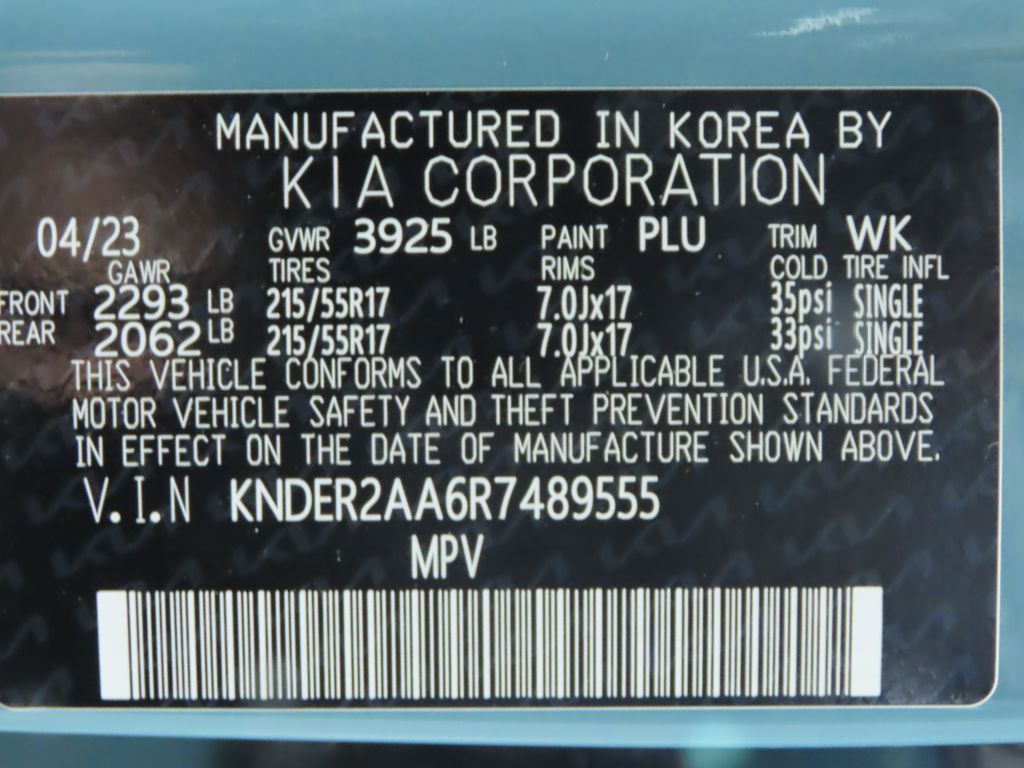 MANUFACTURED IN KOREA BY
KIA CORPORATION
04/23 GVWR 3925 LB PAINT PLU TRIM WK
GAWR TIRES RIMS COLD TIRE INFL
FRONT 2293 LB 215/55R17 7.0Jx17 35psi SINGLE
REAR 2062 LB 215/55R17 7.0Jx17 33psi SINGLE
THIS VEHICLE CONFORMS TO ALL APPLICABLE U.S.A. FEDERAL
MOTOR VEHICLE SAFETY AND THEFT PREVENTION STANDARDS
IN EFFECT ON THE DATE OF MANUFACTURE SHOWN ABOVE.
V.I.N KNDER2AA6R7489555
MPV